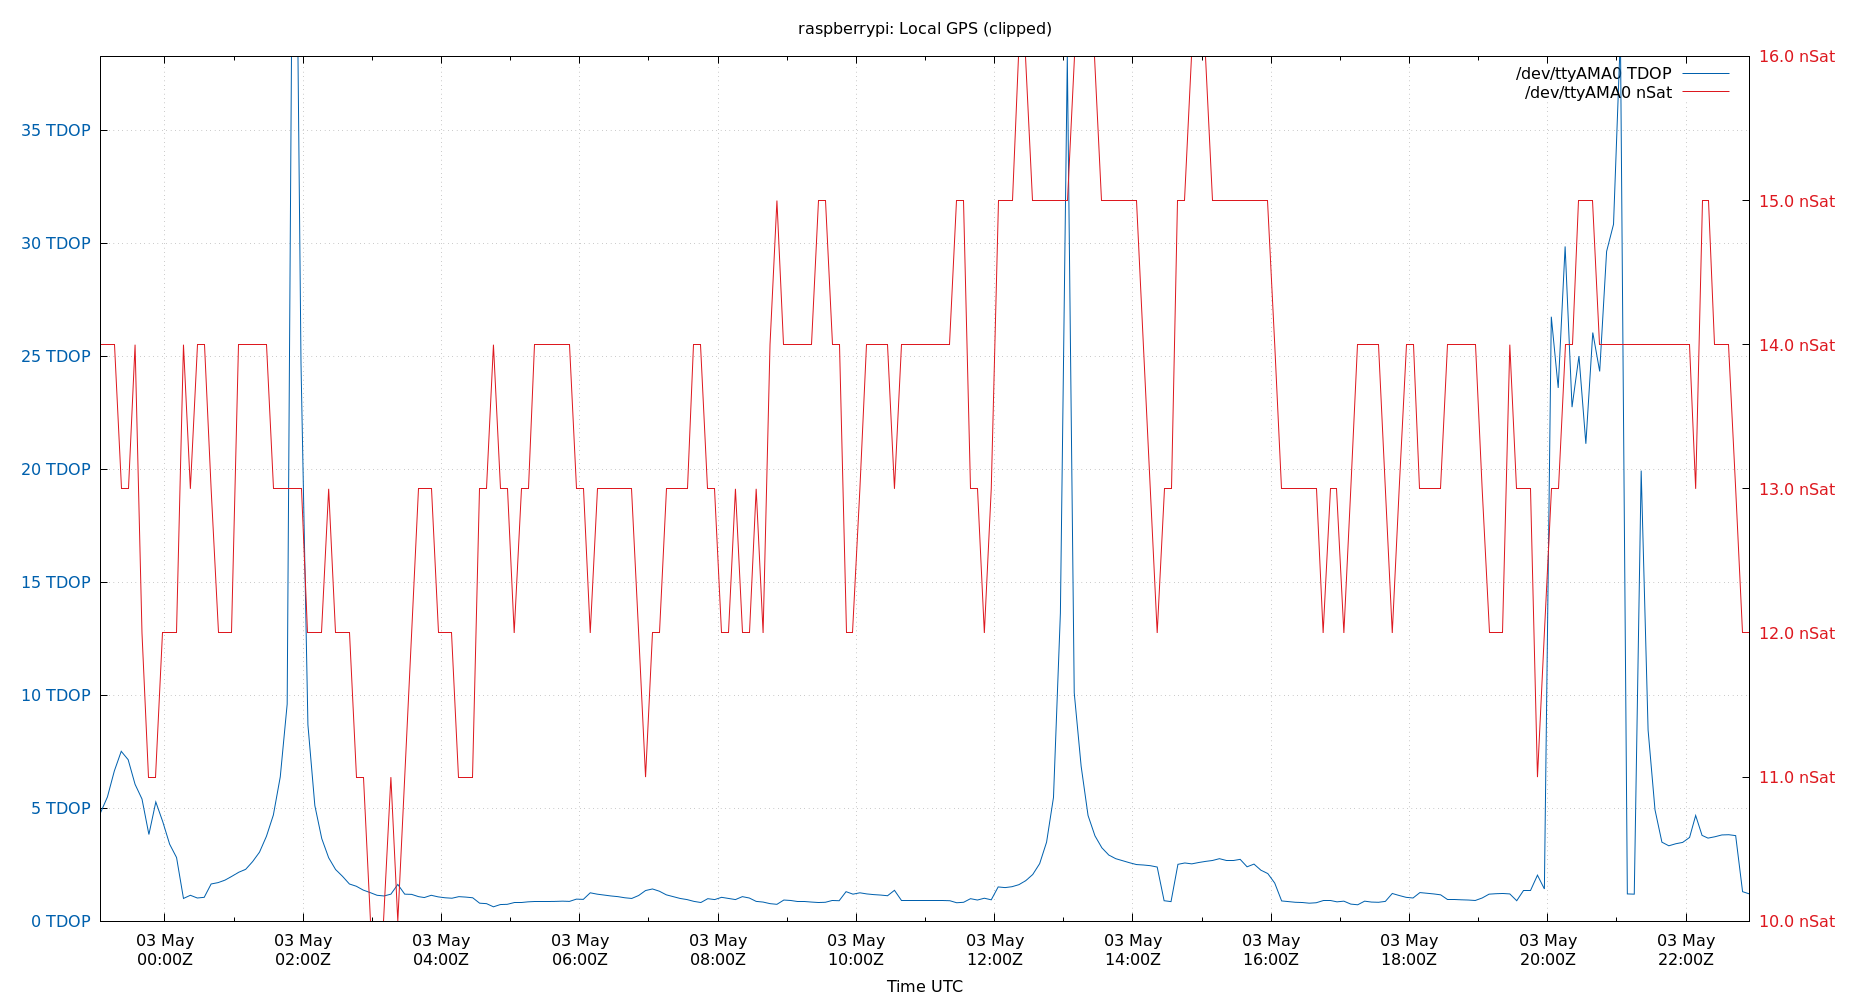 raspberrypi: Local GPS (clipped)
/dev/ttyAMA0 TDOP
/dev/ttyAMA0 nSat
35 TDOP
30 TDOP
25 TDOP
20 TDOP
15 TDOP
10 TDOP
5 TDOP
0 TDOP
16.0 nSat
15.0 nSat
14.0 nSat
13.0 nSat
12.0 nSat
11.0 nSat
10.0 nSat
03 May
00:00Z
03 May
02:00Z
03 May
04:00Z
03 May
06:00Z
03 May
08:00Z
03 May
10:00Z
03 May
12:00Z
03 May
14:00Z
03 May
16:00Z
03 May
18:00Z
03 May
20:00Z
03 May
22:00Z
Time UTC